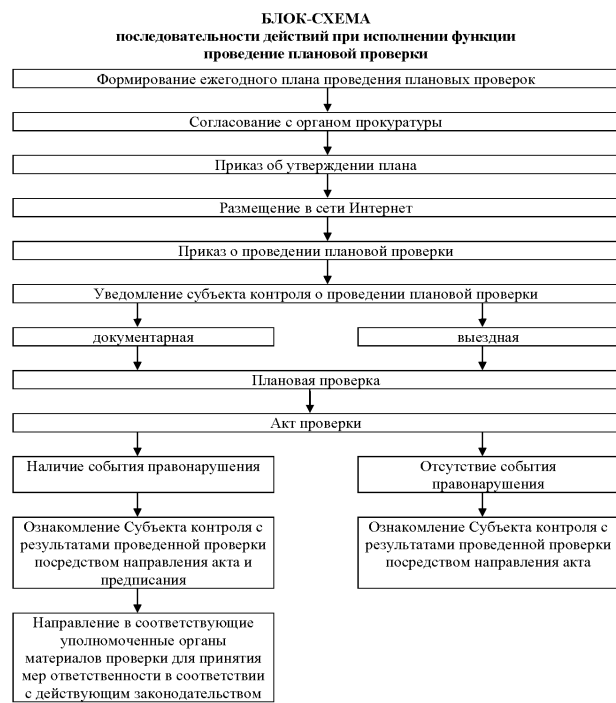 БЛОК-СХЕМА
последовательности действий при исполнении функции
проведение плановой проверки
Формирование ежегодного плана проведения плановых проверок
Согласование с органом прокуратуры
Приказ об утверждении плана
Размещение в сети Интернет
Приказ о проведении плановой проверки
Уведомление субъекта контроля о проведении плановой проверки
документарная
выездная
Плановая проверка
Акт проверки
Наличие события правонарушения
Отсутствие события
правонарушения
Ознакомление Субъекта контроля с
результатами проведенной проверки
посредством направления акта и
предписания
Ознакомление Субъекта контроля с
результатами проведенной проверки
посредством направления акта
Направление в соответствующие
уполномоченные органы
материалов проверки для принятия
мер ответственности в соответствии
с действующим законодательством